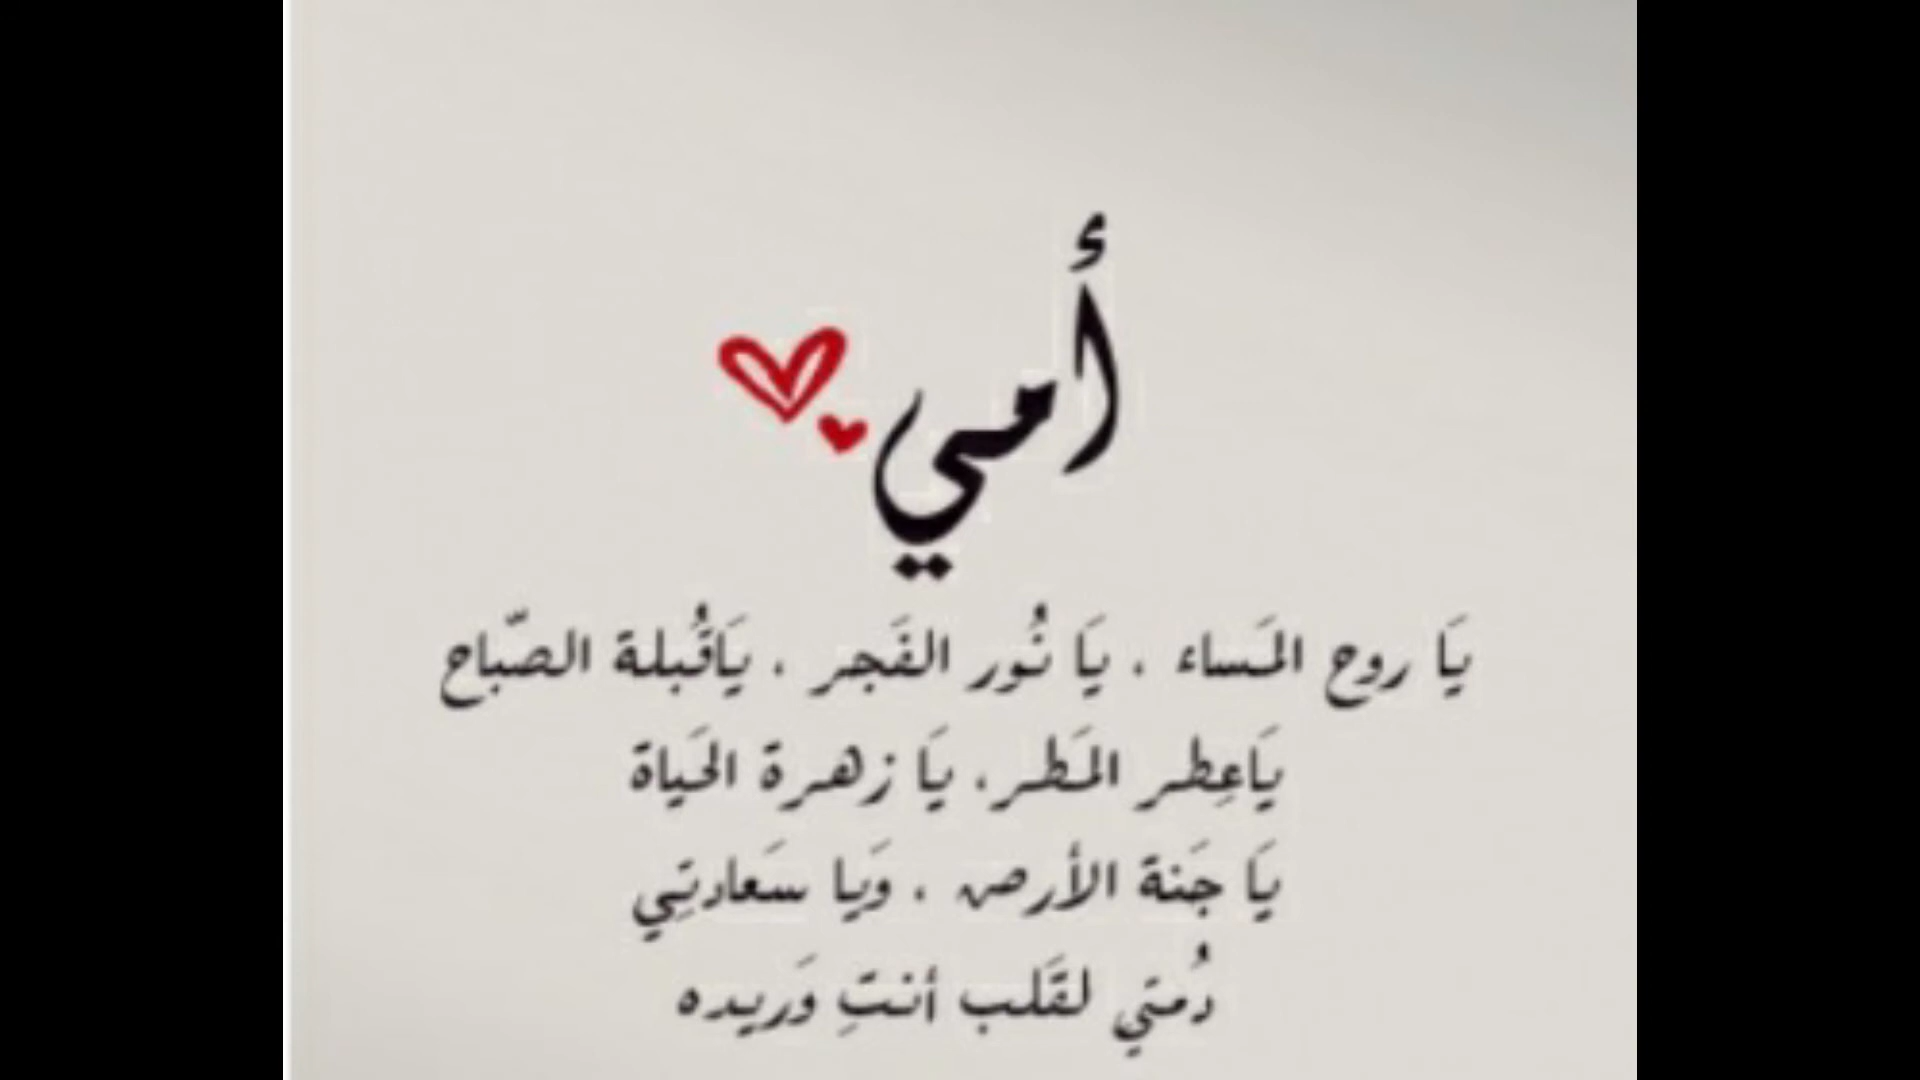 أمي
يَا روح المَساء . يَا نُور الفَجر . يَاقُبلة الصّباح
يَاعِطر المَطر . يَا زهرة الحَياة
يَا جَنة الأرض . وَيا سَعادتِي
دُمتي لقَلب أنتِ وَريده